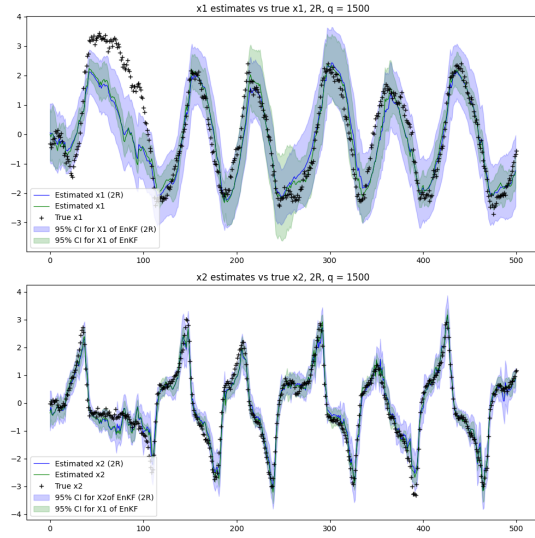 x1 estimates vs true x1, 2R, q = 1500
4
3
2
1
0
−1
−2
−3
Estimated x1 (2R)
Estimated x1
True x1
95% CI for X1 of EnKF (2R)
95% CI for X1 of EnKF
0
100
200
300
400
500
x2 estimates vs true x2, 2R, q = 1500
4
3
2
1
0
−1
−2
−3
−4
Estimated x2 (2R)
Estimated x2
True x2
95% CI for X2of EnKF (2R)
95% CI for X1 of EnKF
0
100
200
300
400
500